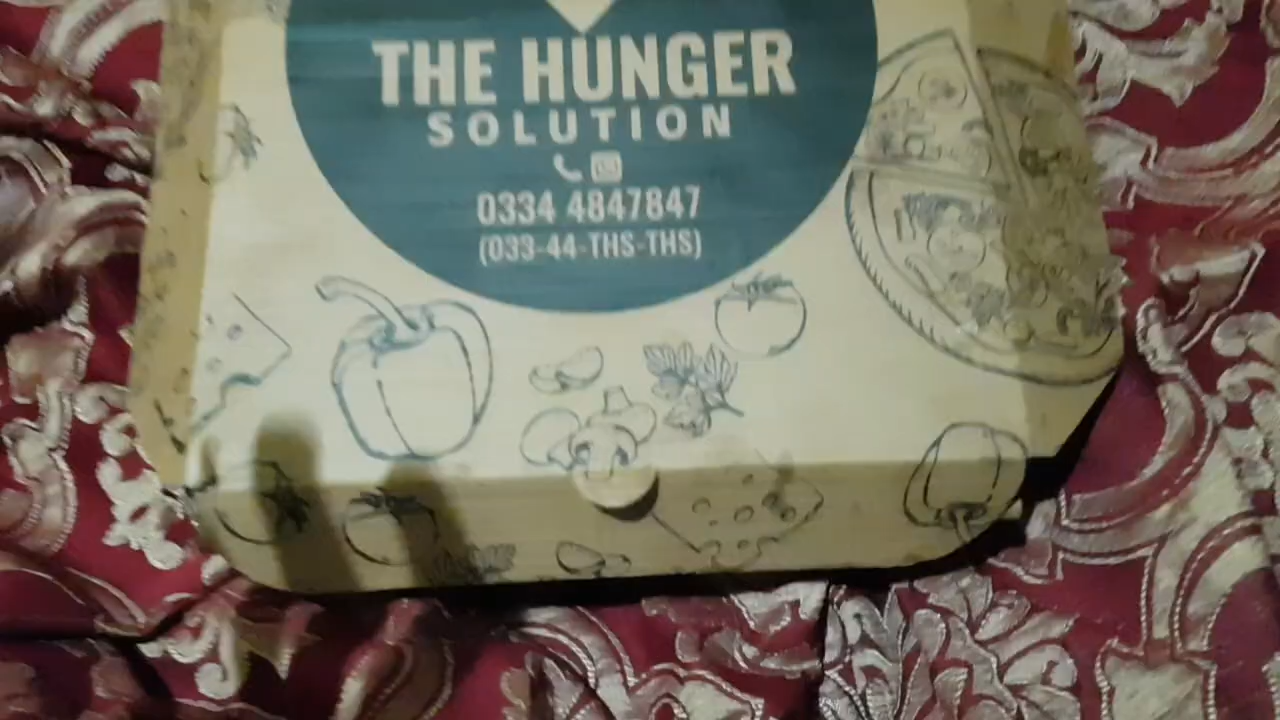 THE HUNGER
SOLUTION
0334 4847847
(033-44-THS-THS)